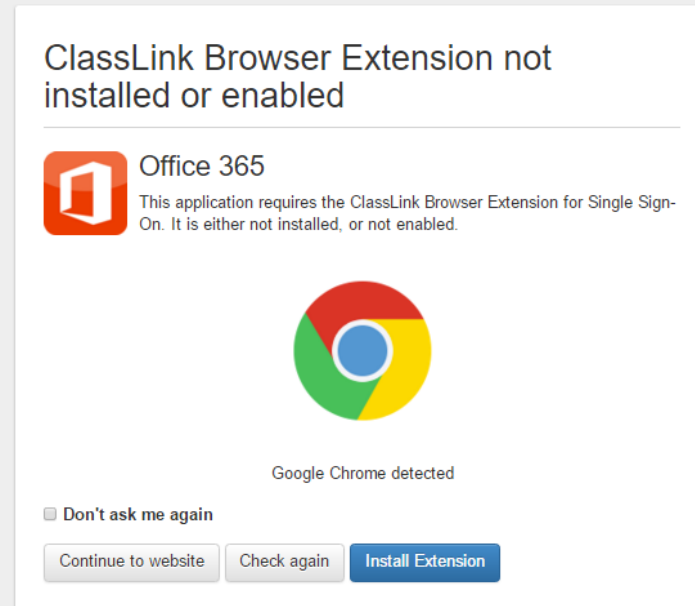 ClassLink Browser Extension not
installed or enabled
Office 365
This application requires the ClassLink Browser Extension for Single Sign-
On. It is either not installed, or not enabled.
Google Chrome detected
Don't ask me again
Continue to website
Check again
Install Extension